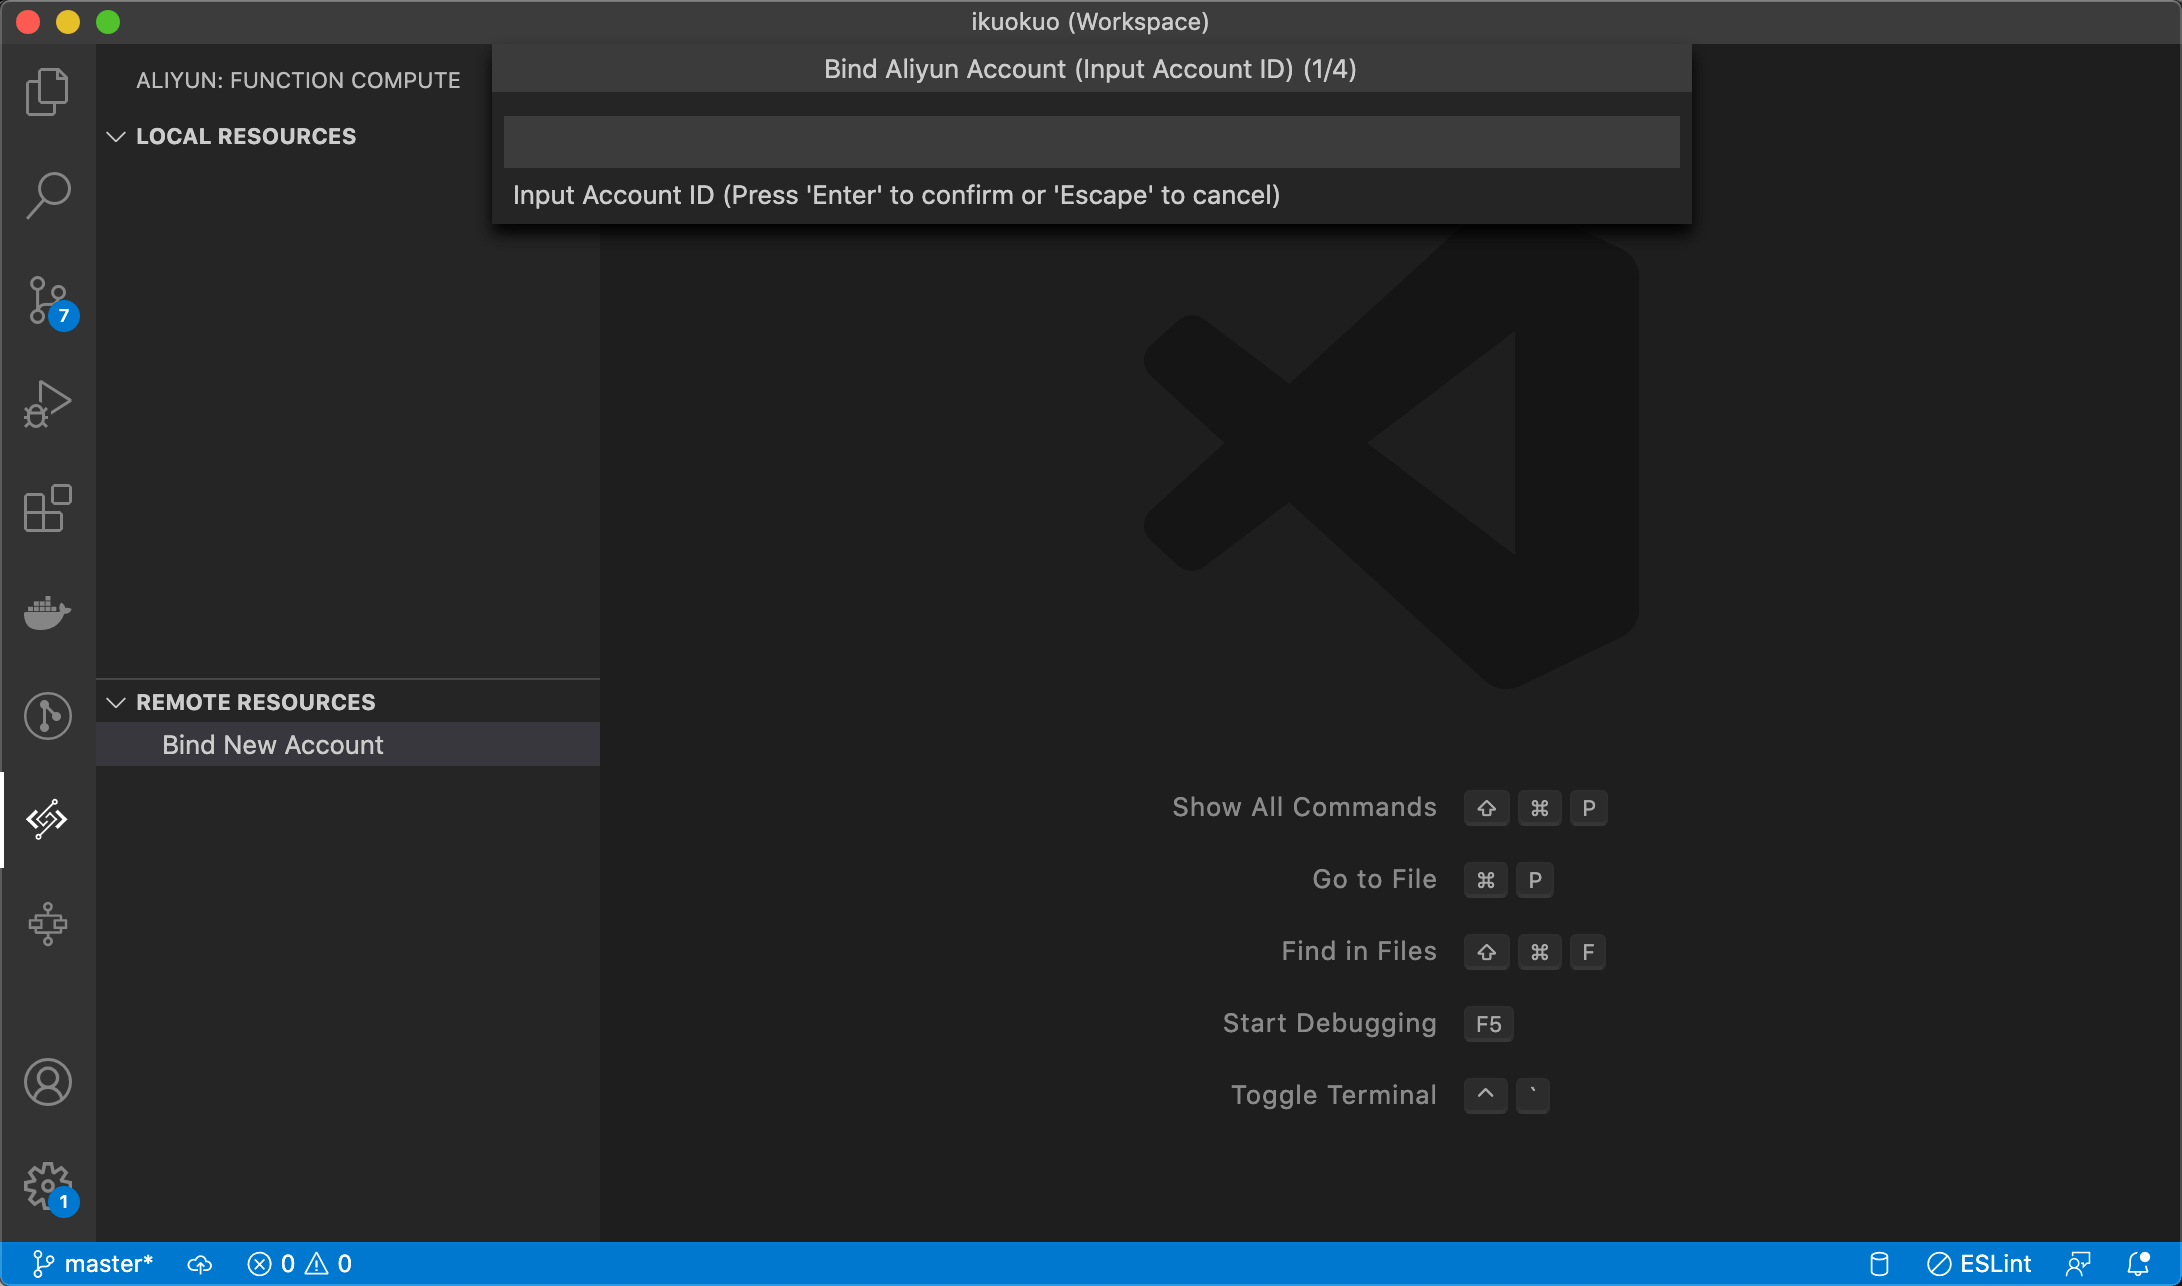 ikuokuo (Workspace)
ALIYUN: FUNCTION COMPUTE
Bind Aliyun Account (Input Account ID) (1/4)
Input Account ID (Press 'Enter' to confirm or 'Escape' to cancel)
LOCAL RESOURCES
7
REMOTE RESOURCES
Bind New Account
Show All Commands ⇧ ⌘ P
Go to File ⌘ P
Find in Files ⇧ ⌘ F
Start Debugging F5
Toggle Terminal ^ `
1
master* 0 0 ESLint